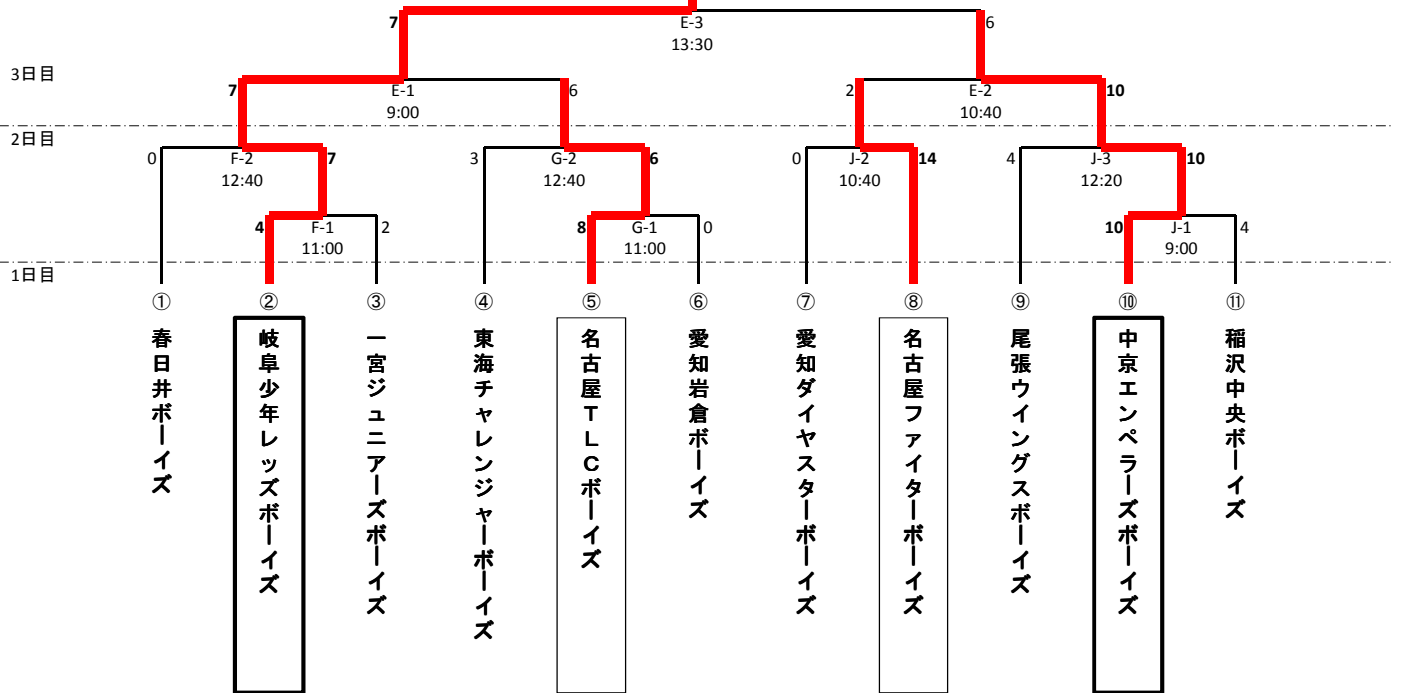 7 E-3 6
13:30
3日目
7 E-1 6 2 E-2 10
9:00 10:40
2日目
0 F-2 7 3 G-2 6 0 J-2 14 4 J-3 10
12:40 12:40 10:40 12:20
4 F-1 2 8 G-1 0 10 J-1 4
11:00 11:00 9:00
1日目
① ② ③ ④ ⑤ ⑥ ⑦ ⑧ ⑨ ⑩ ⑪
春日井ボーイズ
岐阜少年レッズボーイズ
一宮ジュニアーズボーイズ
東海チャレンジャーボーイズ
名古屋TLCボーイズ
愛知岩倉ボーイズ
愛知ダイヤスターボーイズ
名古屋ファイターボーイズ
尾張ウイングスボーイズ
中京エンペラーズボーイズ
稲沢中央ボーイズ